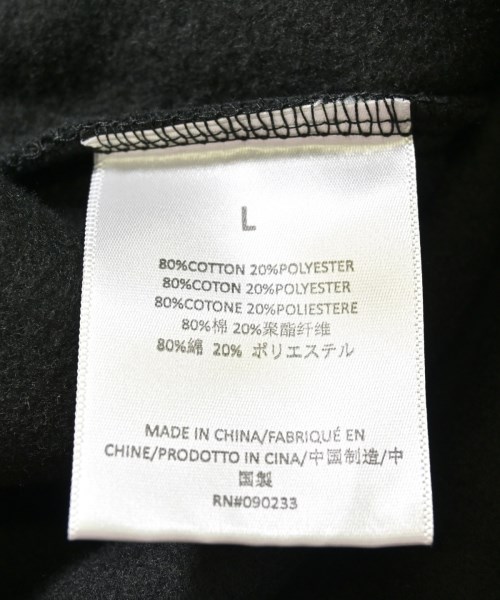 L
80%COTTON 20%POLYESTER
80%COTON 20%POLYESTER
80%COTONE 20%POLIESTERE
80%棉 20%聚酯纤维
80%綿 20% ポリエステル
MADE IN CHINA/FABRIQUÉ EN
CHINE/PRODOTTO IN CINA/中国制造/中
国製
RN#090233